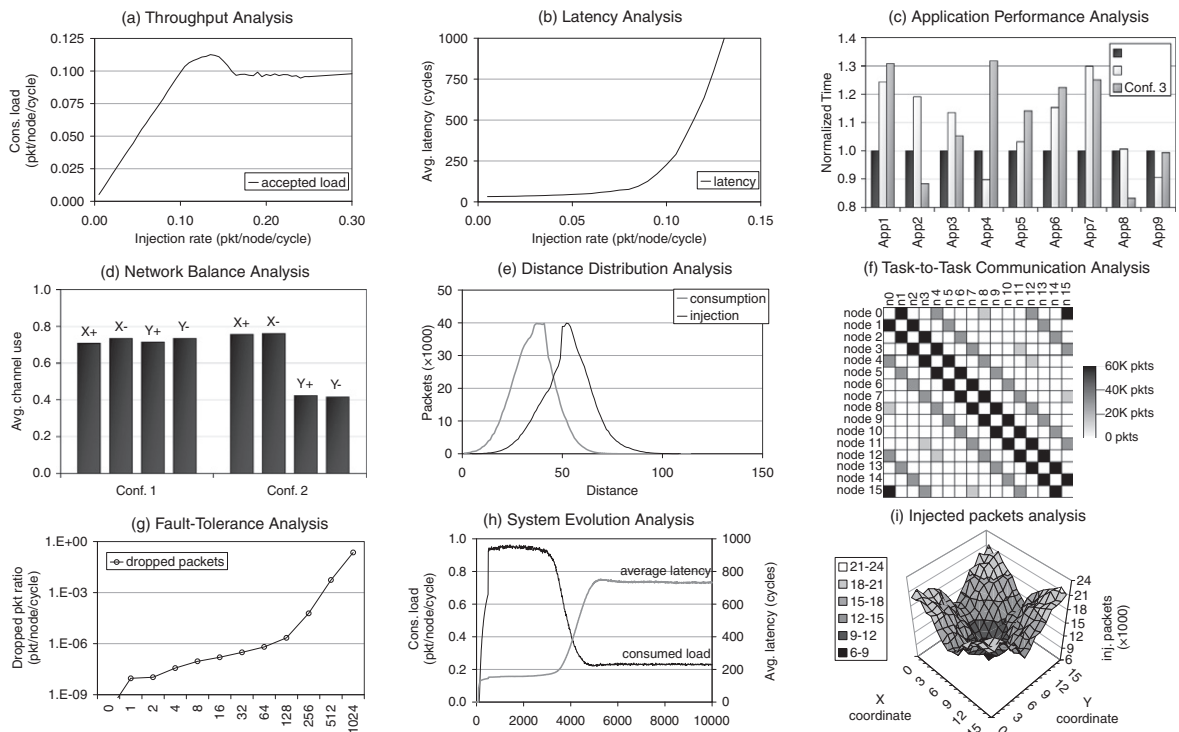 (a) Throughput Analysis
Cons. load
(pkt/node/cycle)
0.125
0.100
0.075
0.050
0.025
0.000
accepted load
0.00 0.10 0.20 0.30
Injection rate (pkt/node/cycle)
(b) Latency Analysis
Avg. latency (cycles)
1000
750
500
250
0
latency
0.00 0.05 0.10 0.15
Injection rate (pkt/node/cycle)
(c) Application Performance Analysis
Normalized Time
1.4
1.3
1.2
1.1
1.0
0.9
0.8
Conf. 3
App1 App2 App3 App4 App5 App6 App7 App8 App9
(d) Network Balance Analysis
Avg. channel use
1.0
0.8
0.6
0.4
0.2
0.0
X+ X- Y+ Y- X+ X- Y+ Y-
Conf. 1 Conf. 2
(e) Distance Distribution Analysis
Packets (×1000)
50
40
30
20
10
0
consumption
injection
0 50 100 150
Distance
(f) Task-to-Task Communication Analysis
n0 n1 n2 n3 n4 n5 n6 n7 n8 n9 n10 n11 n12 n13 n14 n15
node 0
node 1
node 2
node 3
node 4
node 5
node 6
node 7
node 8
node 9
node 10
node 11
node 12
node 13
node 14
node 15
60K pkts
40K pkts
20K pkts
0 pkts
(g) Fault-Tolerance Analysis
Dropped pkt ratio
(pkt/node/cycle)
1.E+00
1.E-03
1.E-06
1.E-09
dropped packets
0 1 2 4 8 16 32 64 128 256 512 1024
(h) System Evolution Analysis
Cons. load
(pkt/node/cycle)
1.0
0.8
0.6
0.4
0.2
0.0
average latency
consumed load
1000
800
600
400
200
0
Avg. latency (cycles)
0 2000 4000 6000 8000 10000
(i) Injected packets analysis
21-24
18-21
15-18
12-15
9-12
6-9
24
21
18
15
12
9
6
inj. packets
(×1000)
0 3 6 9 12 15
X
coordinate
0 3 6 9 12 15
Y
coordinate